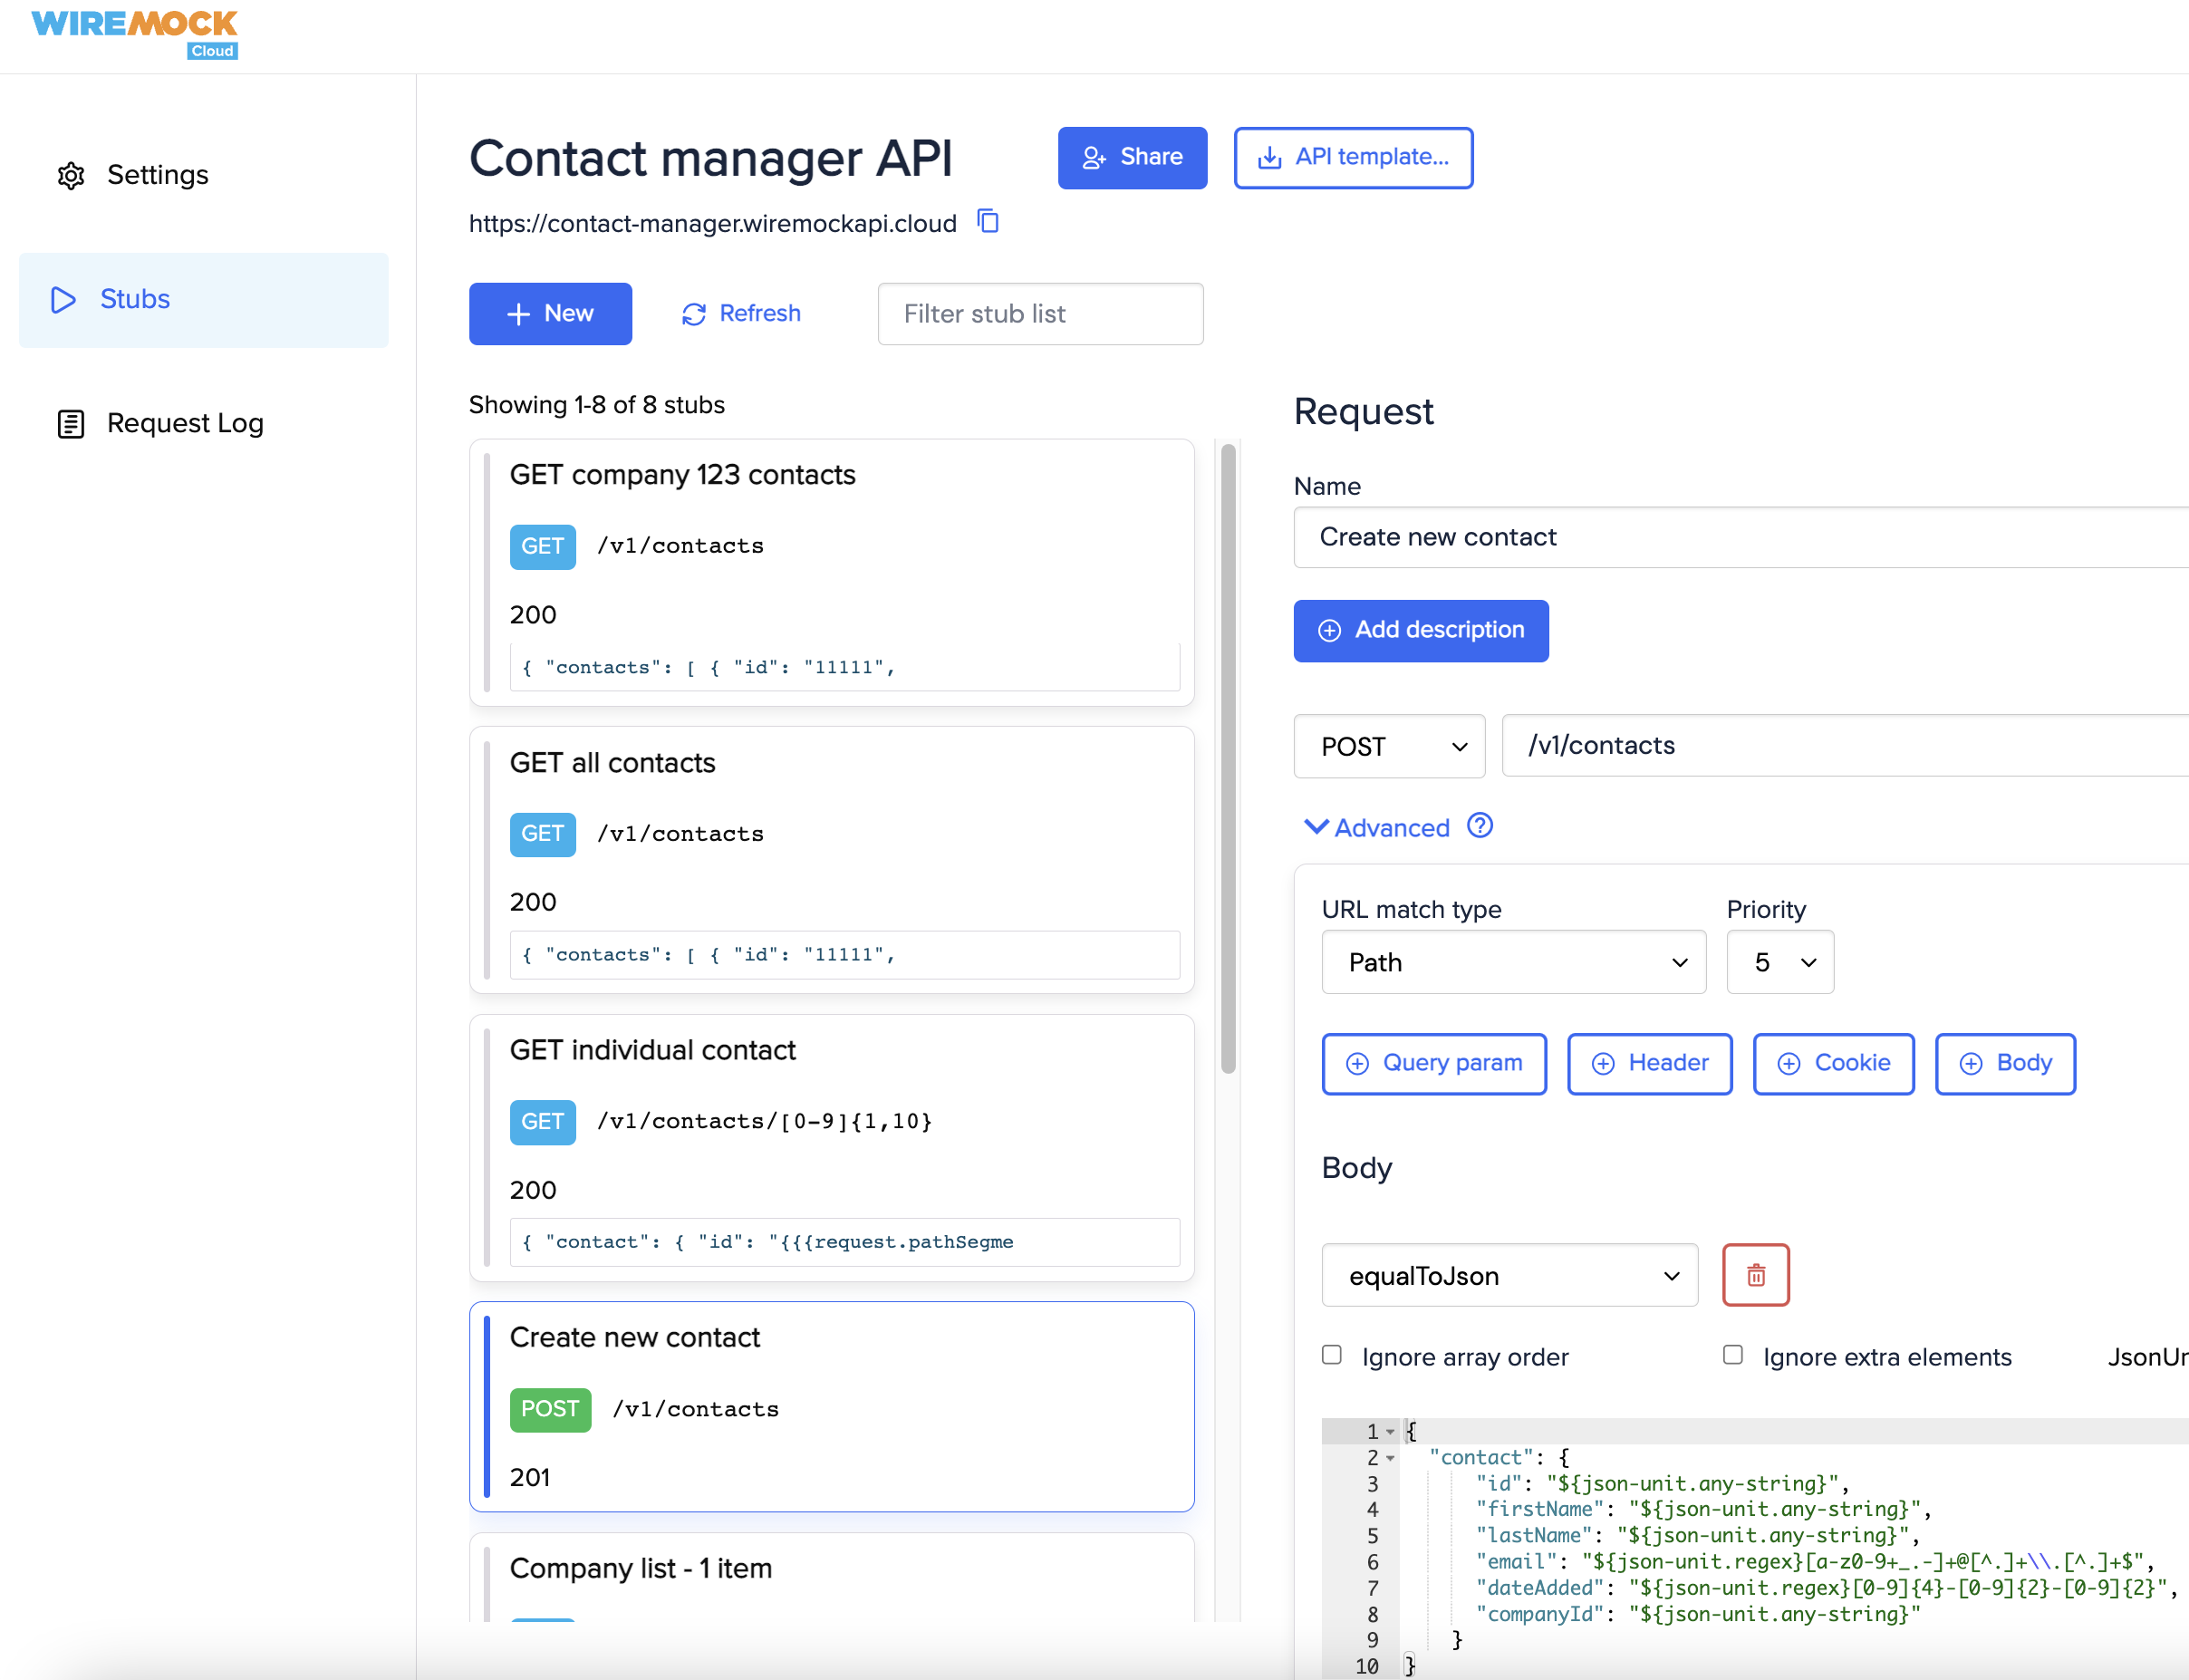 WIREMOCK
Cloud
Settings
Stubs
Request Log
Contact manager API
Share
API template...
https://contact-manager.wiremockapi.cloud
New
Refresh
Filter stub list
Showing 1-8 of 8 stubs
GET company 123 contacts
GET /v1/contacts
200
{ "contacts": [ { "id": "11111",
GET all contacts
GET /v1/contacts
200
{ "contacts": [ { "id": "11111",
GET individual contact
GET /v1/contacts/[0-9]{1,10}
200
{ "contact": { "id": "{{{request.pathSegme
Create new contact
POST /v1/contacts
201
Company list - 1 item
Request
Name
Create new contact
Add description
POST /v1/contacts
Advanced ?
URL match type Priority
Path 5
Query param Header Cookie Body
Body
equalToJson
Ignore array order Ignore extra elements JsonUn
1 {
2 "contact": {
3 "id": "${json-unit.any-string}",
4 "firstName": "${json-unit.any-string}",
5 "lastName": "${json-unit.any-string}",
6 "email": "${json-unit.regex}[a-z0-9+_.-]+@[^.]+\\.[^.]+$",
7 "dateAdded": "${json-unit.regex}[0-9]{4}-[0-9]{2}-[0-9]{2}",
8 "companyId": "${json-unit.any-string}"
9 }
10 }